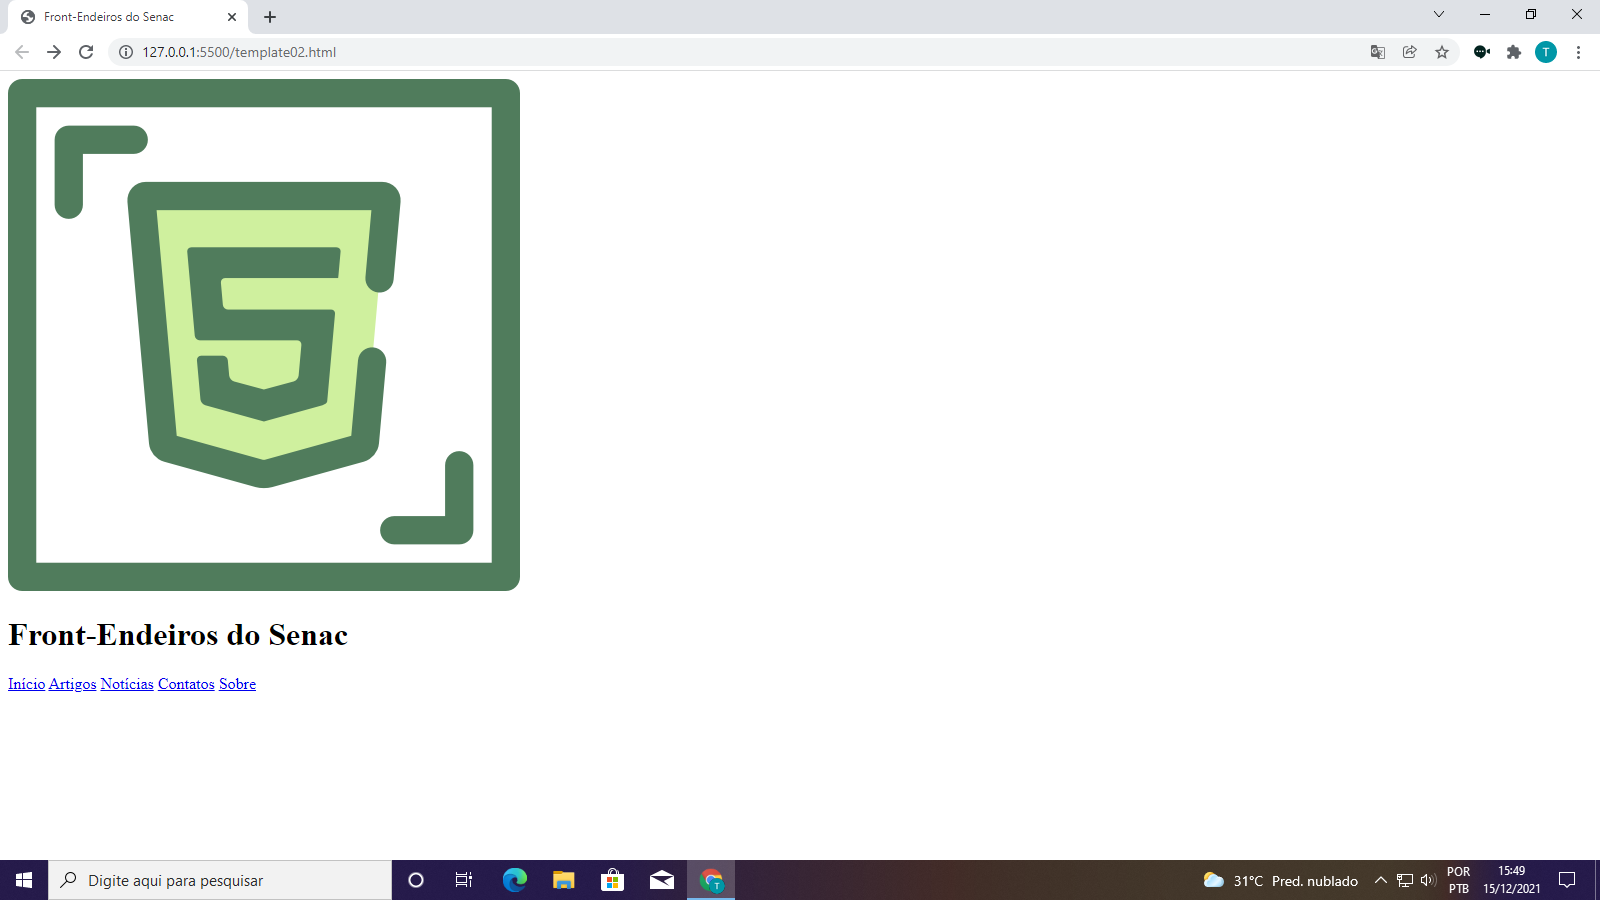 Front-Endeiros do Senac
127.0.0.1:5500/template02.html
T
5
Front-Endeiros do Senac
Início Artigos Notícias Contatos Sobre
Digite aqui para pesquisar
T
31°C Pred. nublado
POR
PTB
15:49
15/12/2021